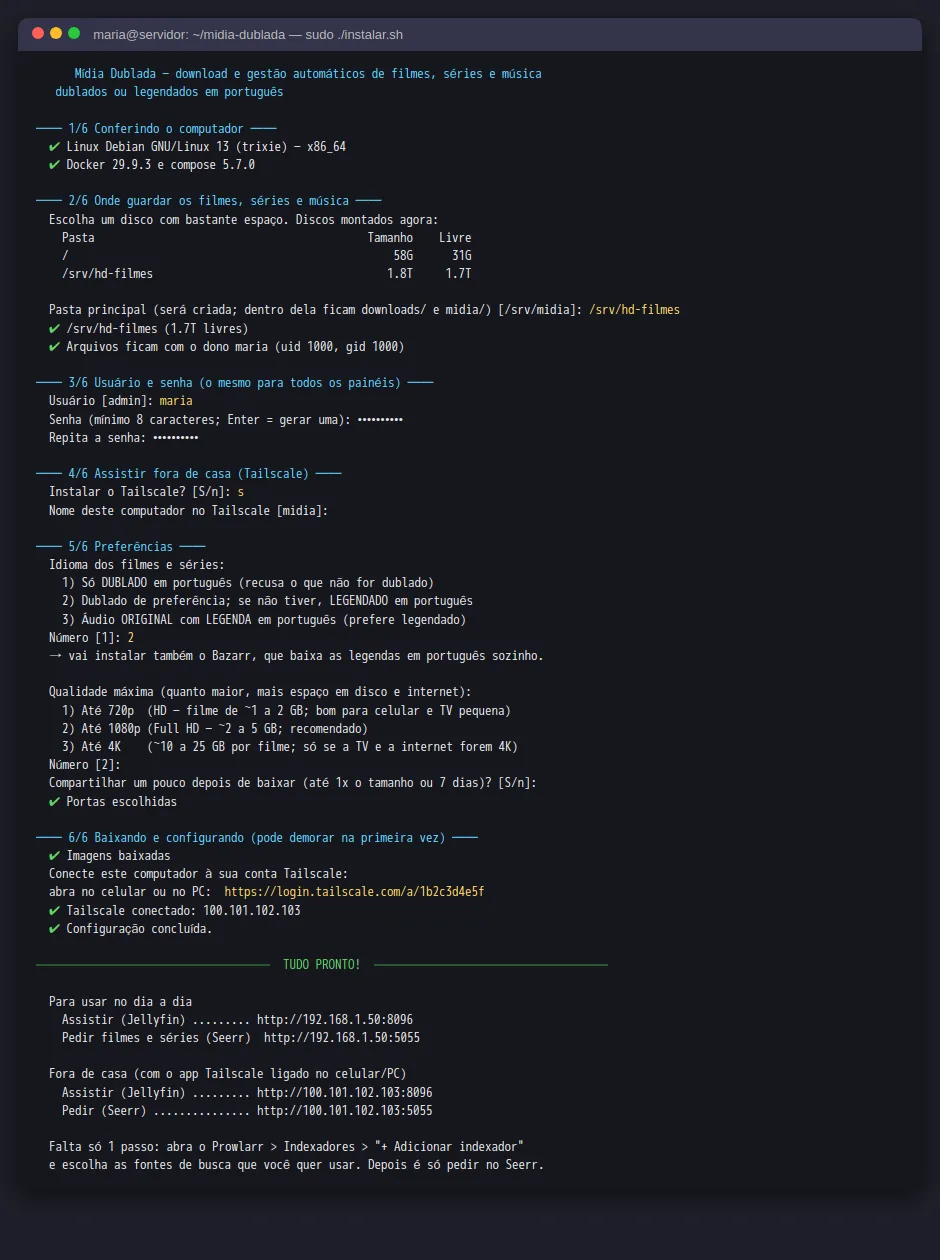 maria@servidor: ~/midia-dublada — sudo ./instalar.sh
Mídia Dublada — download e gestão automáticos de filmes, séries e música
dublados ou legendados em português
──── 1/6 Conferindo o computador ────
✔ Linux Debian GNU/Linux 13 (trixie) — x86_64
✔ Docker 29.9.3 e compose 5.7.0
──── 2/6 Onde guardar os filmes, séries e música ────
Escolha um disco com bastante espaço. Discos montados agora:
Pasta Tamanho Livre
/ 58G 31G
/srv/hd-filmes 1.8T 1.7T
Pasta principal (será criada; dentro dela ficam downloads/ e midia/) [/srv/midia]: /srv/hd-filmes
✔ /srv/hd-filmes (1.7T livres)
✔ Arquivos ficam com o dono maria (uid 1000, gid 1000)
──── 3/6 Usuário e senha (o mesmo para todos os painéis) ────
Usuário [admin]: maria
Senha (mínimo 8 caracteres; Enter = gerar uma): ••••••••••
Repita a senha: ••••••••••
──── 4/6 Assistir fora de casa (Tailscale) ────
Instalar o Tailscale? [S/n]: s
Nome deste computador no Tailscale [midia]:
──── 5/6 Preferências ────
Idioma dos filmes e séries:
1) Só DUBLADO em português (recusa o que não for dublado)
2) Dublado de preferência; se não tiver, LEGENDADO em português
3) Áudio ORIGINAL com LEGENDA em português (prefere legendado)
Número [1]: 2
→ vai instalar também o Bazarr, que baixa as legendas em português sozinho.
Qualidade máxima (quanto maior, mais espaço em disco e internet):
1) Até 720p (HD — filme de ~1 a 2 GB; bom para celular e TV pequena)
2) Até 1080p (Full HD — ~2 a 5 GB; recomendado)
3) Até 4K (~10 a 25 GB por filme; só se a TV e a internet forem 4K)
Número [2]:
Compartilhar um pouco depois de baixar (até 1x o tamanho ou 7 dias)? [S/n]:
✔ Portas escolhidas
──── 6/6 Baixando e configurando (pode demorar na primeira vez) ────
✔ Imagens baixadas
Conecte este computador à sua conta Tailscale:
abra no celular ou no PC: https://login.tailscale.com/a/1b2c3d4e5f
✔ Tailscale conectado: 100.101.102.103
✔ Configuração concluída.
──────────────────────────────────── TUDO PRONTO! ────────────────────────────────────
Para usar no dia a dia
Assistir (Jellyfin) ......... http://192.168.1.50:8096
Pedir filmes e séries (Seerr) http://192.168.1.50:5055
Fora de casa (com o app Tailscale ligado no celular/PC)
Assistir (Jellyfin) ......... http://100.101.102.103:8096
Pedir (Seerr) ............... http://100.101.102.103:5055
Falta só 1 passo: abra o Prowlarr > Indexadores > "+ Adicionar indexador"
e escolha as fontes de busca que você quer usar. Depois é só pedir no Seerr.